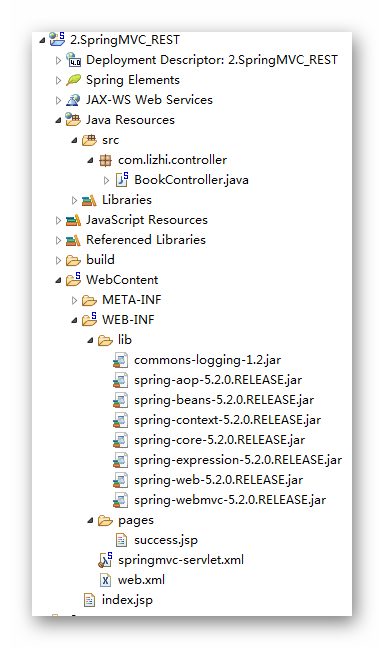 2.SpringMVC_REST
Deployment Descriptor: 2.SpringMVC_REST
Spring Elements
JAX-WS Web Services
Java Resources
src
com.lizhi.controller
BookController.java
Libraries
JavaScript Resources
Referenced Libraries
build
WebContent
META-INF
WEB-INF
lib
commons-logging-1.2.jar
spring-aop-5.2.0.RELEASE.jar
spring-beans-5.2.0.RELEASE.jar
spring-context-5.2.0.RELEASE.jar
spring-core-5.2.0.RELEASE.jar
spring-expression-5.2.0.RELEASE.jar
spring-web-5.2.0.RELEASE.jar
spring-webmvc-5.2.0.RELEASE.jar
pages
success.jsp
springmvc-servlet.xml
web.xml
index.jsp